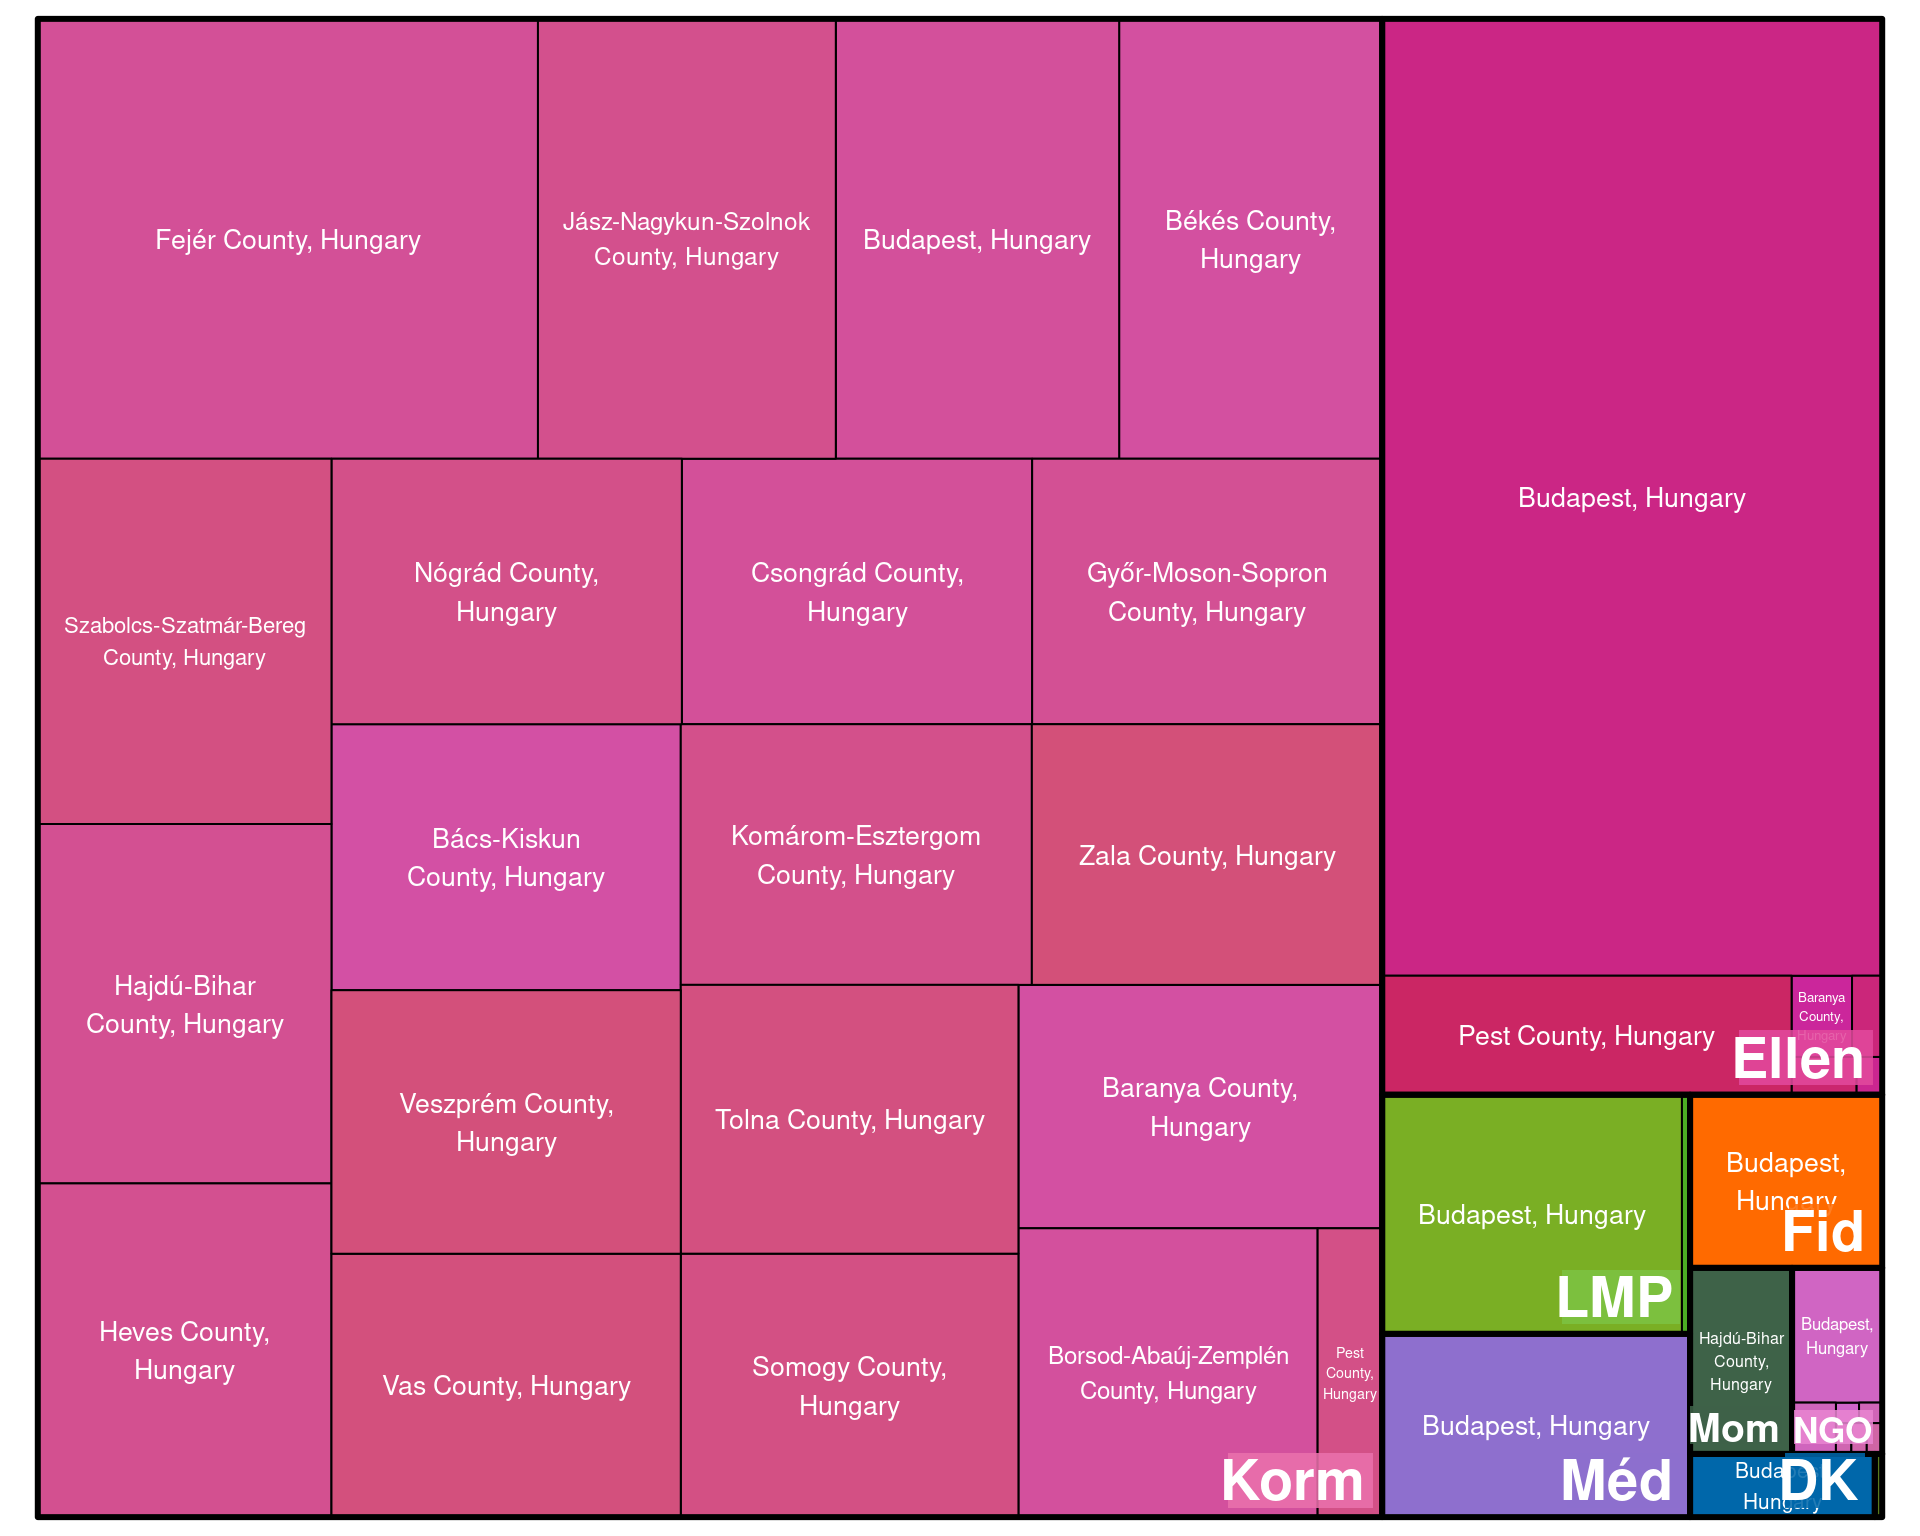 Fejér County, Hungary
Jász-Nagykun-Szolnok
County, Hungary
Budapest, Hungary
Békés County,
Hungary
Szabolcs-Szatmár-Bereg
County, Hungary
Nógrád County,
Hungary
Csongrád County,
Hungary
Győr-Moson-Sopron
County, Hungary
Hajdú-Bihar
County, Hungary
Bács-Kiskun
County, Hungary
Komárom-Esztergom
County, Hungary
Zala County, Hungary
Heves County,
Hungary
Veszprém County,
Hungary
Tolna County, Hungary
Baranya County,
Hungary
Vas County, Hungary
Somogy County,
Hungary
Borsod-Abaúj-Zemplén
County, Hungary
Pest
County,
Hungary
Korm
Budapest, Hungary
Pest County, Hungary
Baranya
County,
Hungary
Ellen
Budapest, Hungary
LMP
Budapest,
Hungary
Fid
Budapest, Hungary
Méd
Hajdú-Bihar
County,
Hungary
Mom
Budapest,
Hungary
NGO
Budapest,
Hungary
DK